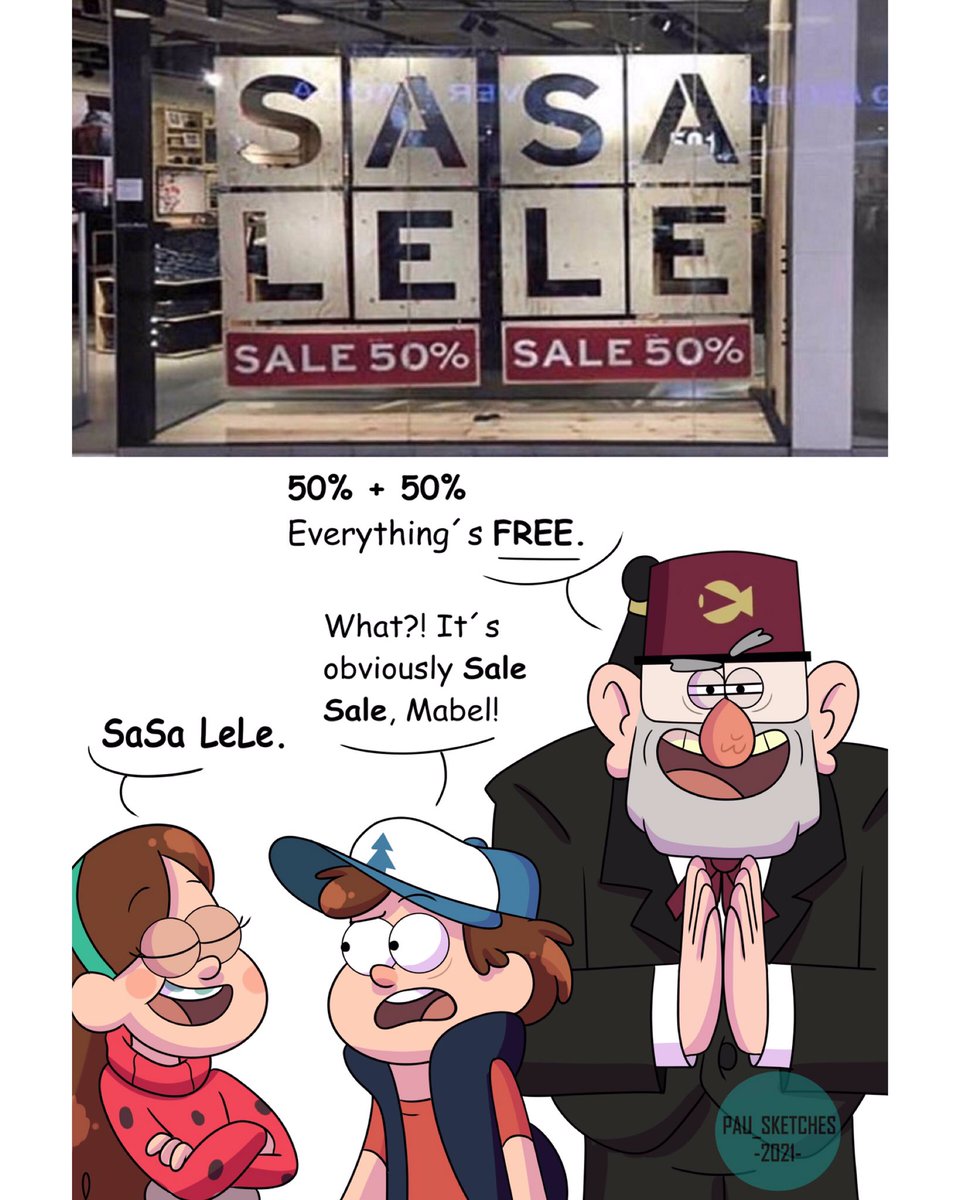 SASA
LELE
SALE 50% SALE 50%
50% + 50%
Everything´s FREE.
What?! It´s
obviously Sale
Sale, Mabel!
SaSa LeLe.
PAU_SKETCHES
-2021-